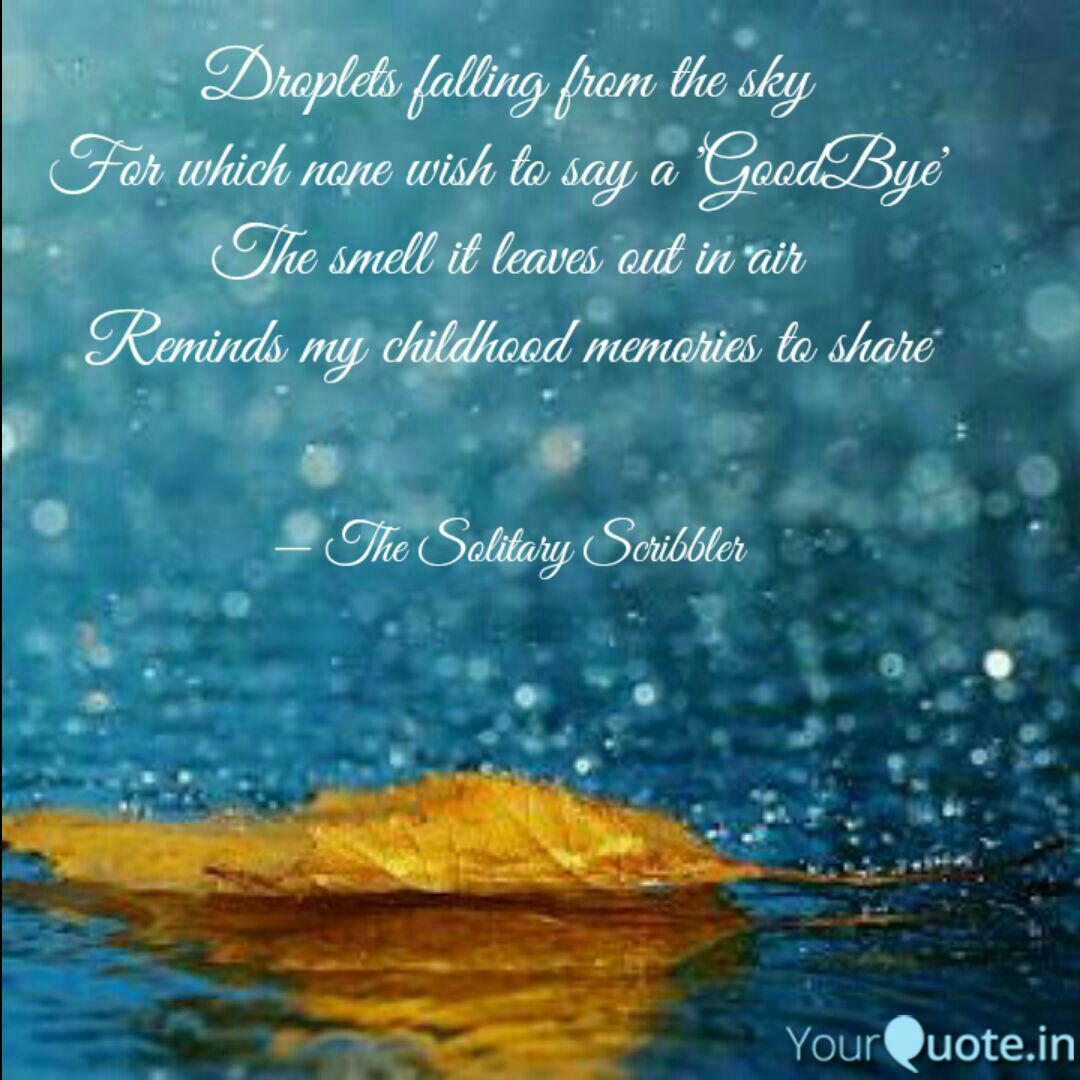 Droplets falling from the sky
For which none wish to say a 'GoodBye'
The smell it leaves out in air
Reminds my childhood memories to share
— The Solitary Scribbler
YourQuote.in